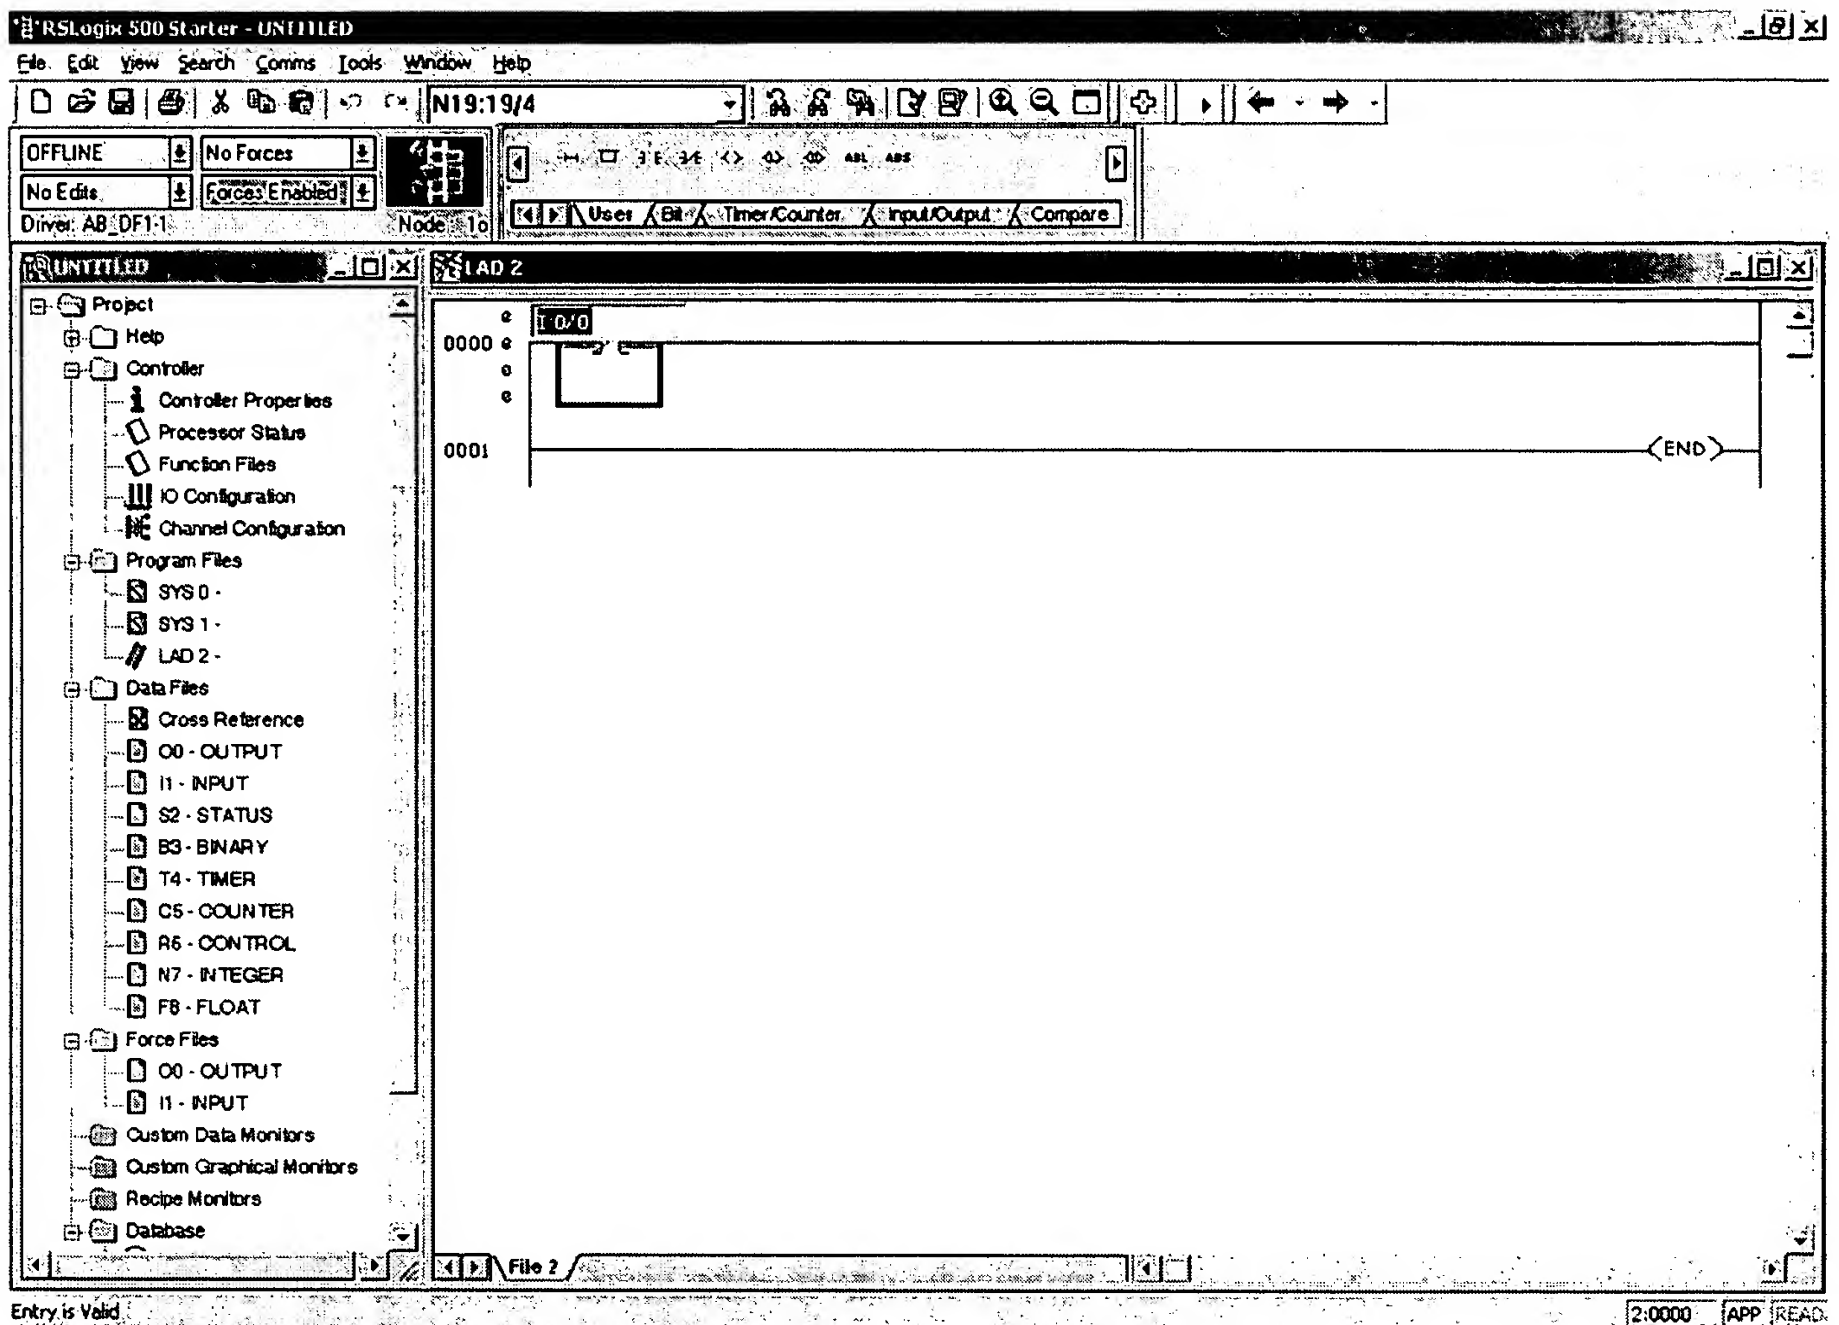 RSLogix 500 Starter - UNTITLED
File Edit View Search Comms Tools Window Help
N19:19/4
OFFLINE No Forces
No Edits Forces Enabled
Driver: AB_DF1-1 Node: 1o
ABL ABS
User Bit Timer/Counter Input/Output Compare
UNTITLED
Project
Help
Controller
Controller Properties
Processor Status
Function Files
IO Configuration
Channel Configuration
Program Files
SYS 0 -
SYS 1 -
LAD 2 -
Data Files
Cross Reference
O0 - OUTPUT
I1 - INPUT
S2 - STATUS
B3 - BINARY
T4 - TIMER
C5 - COUNTER
R6 - CONTROL
N7 - INTEGER
F8 - FLOAT
Force Files
O0 - OUTPUT
I1 - INPUT
Custom Data Monitors
Custom Graphical Monitors
Recipe Monitors
Database
LAD 2
e
I:0/0
0000 e
e
e
0001
END
File 2
Entry is Valid
2:0000 APP READ